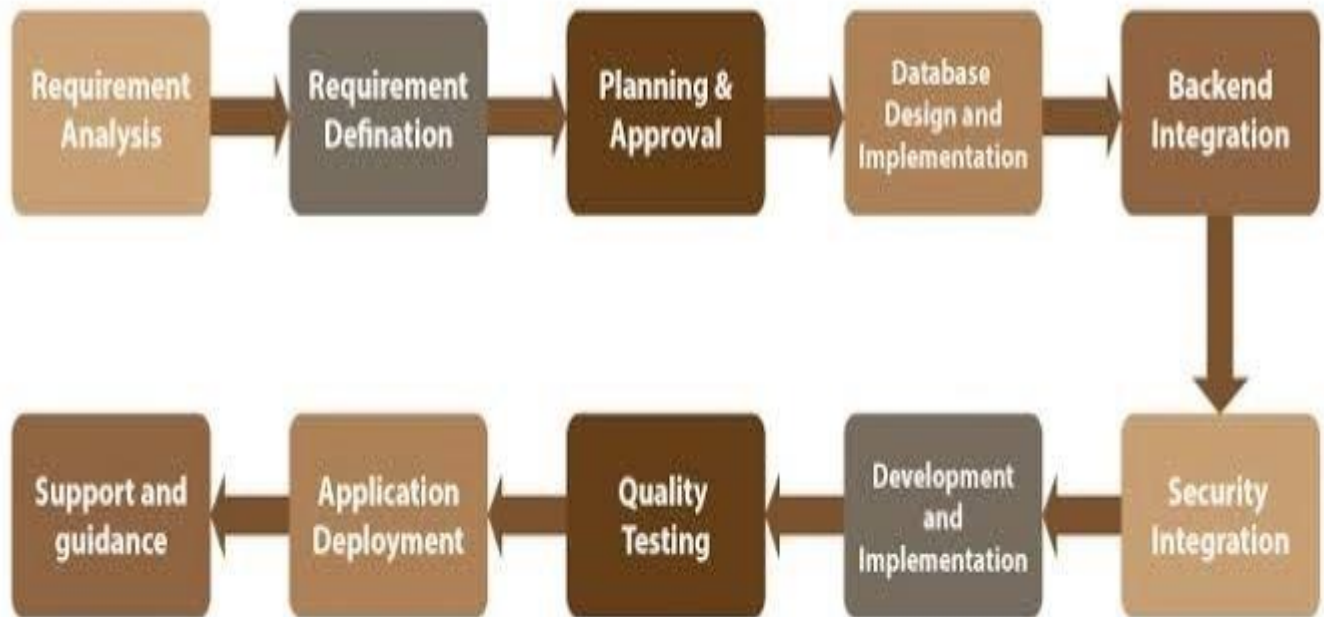 Requirement
Analysis
Requirement
Defination
Planning &
Approval
Database
Design and
Implementation
Backend
Integration
Security
Integration
Development
and
Implementation
Quality
Testing
Application
Deployment
Support and
guidance